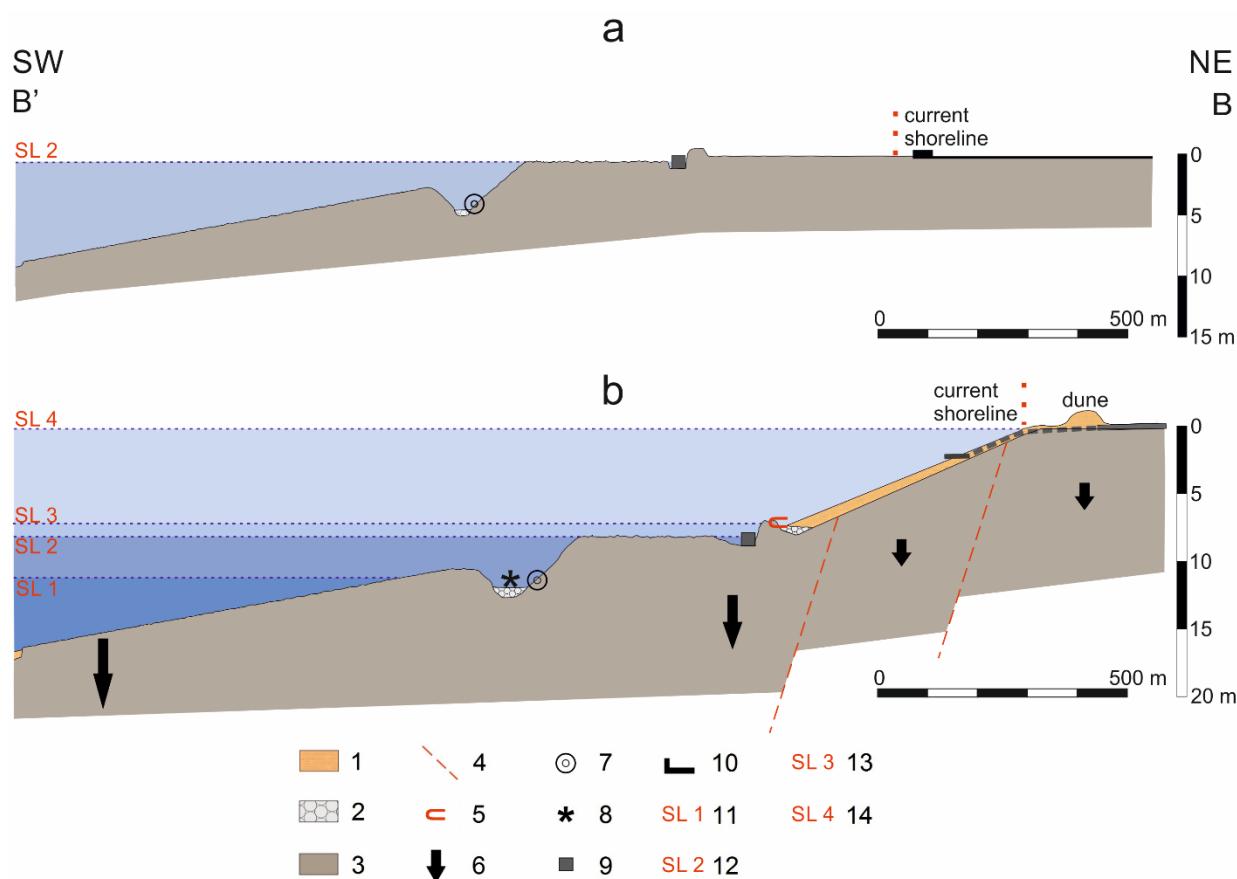 a
SW
NE
B'
B
current
shoreline
SL 2
0
5
10
15 m
0 500 m
b
current
shoreline
dune
SL 4
SL 3
SL 2
SL 1
0
5
10
15
20 m
0 500 m
1 4 7 10 SL 3 13
2 5 8 SL 1 11 SL 4 14
3 6 9 SL 2 12